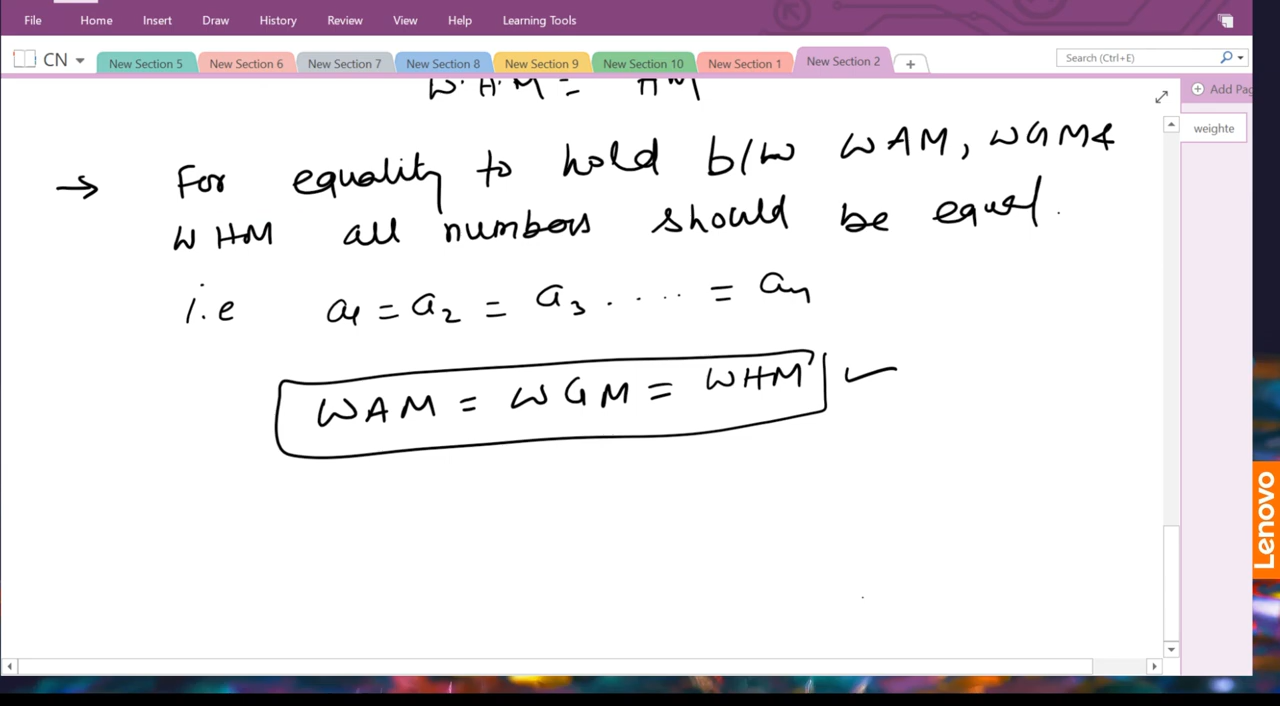 File Home Insert Draw History Review View Help Learning Tools
CN New Section 5 New Section 6 New Section 7 New Section 8 New Section 9 New Section 10 New Section 1 New Section 2 + Search (Ctrl+E)
Add Pag
weighte
W.H.M = HM
→ For equality to hold b/w WAM, WGM &
WHM all numbers should be equal.
i.e a1 = a2 = a3 ..... = an
WAM = WGM = WHM ✓
Lenovo